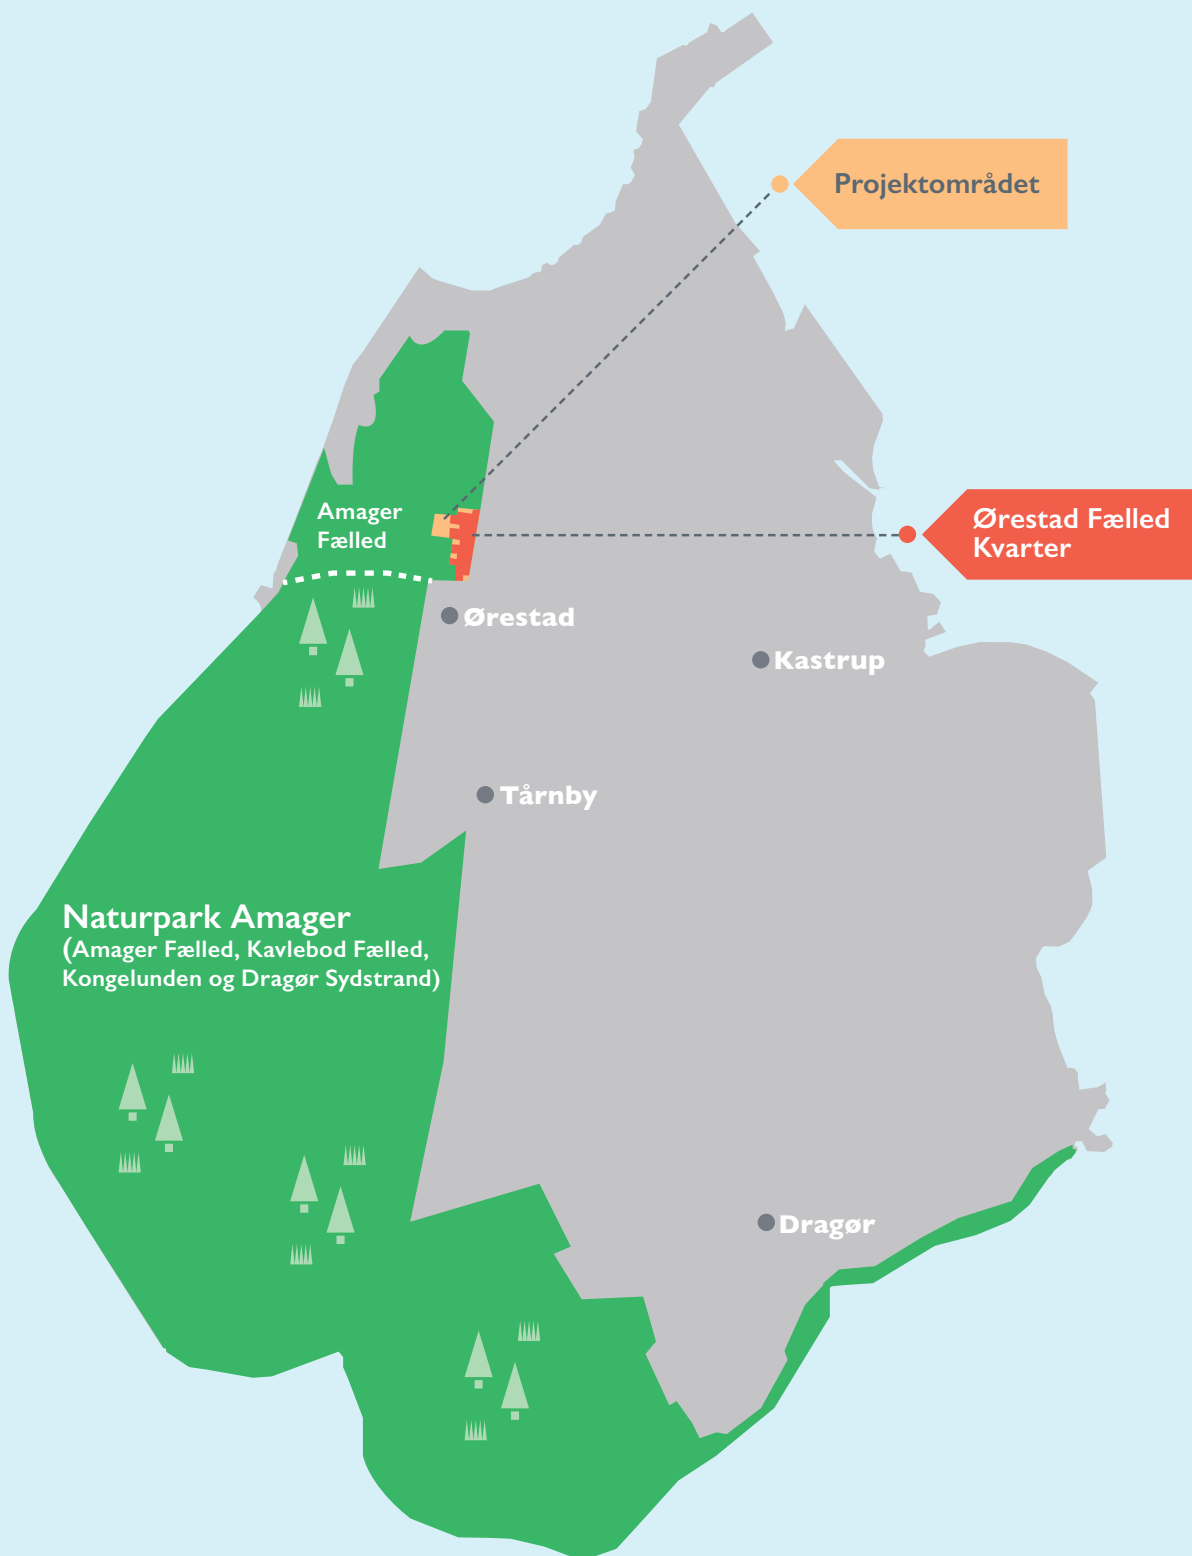 Projektområdet
Amager
Fælled
Ørestad Fælled
Kvarter
Ørestad
Kastrup
Tårnby
Naturpark Amager
(Amager Fælled, Kavlebod Fælled,
Kongelunden og Dragør Sydstrand)
Dragør